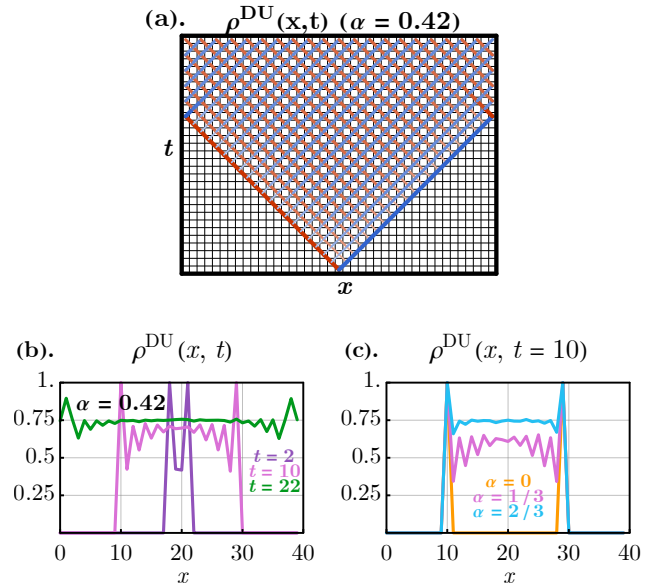 (a). ρ^DU(x,t) (α = 0.42)
t
x
(b). ρ^DU(x, t)
1.
0.75
0.5
0.25
α = 0.42
t = 2
t = 10
t = 22
0 10 20 30 40
x
(c). ρ^DU(x, t = 10)
1.
0.75
0.5
0.25
α = 0
α = 1/3
α = 2/3
0 10 20 30 40
x